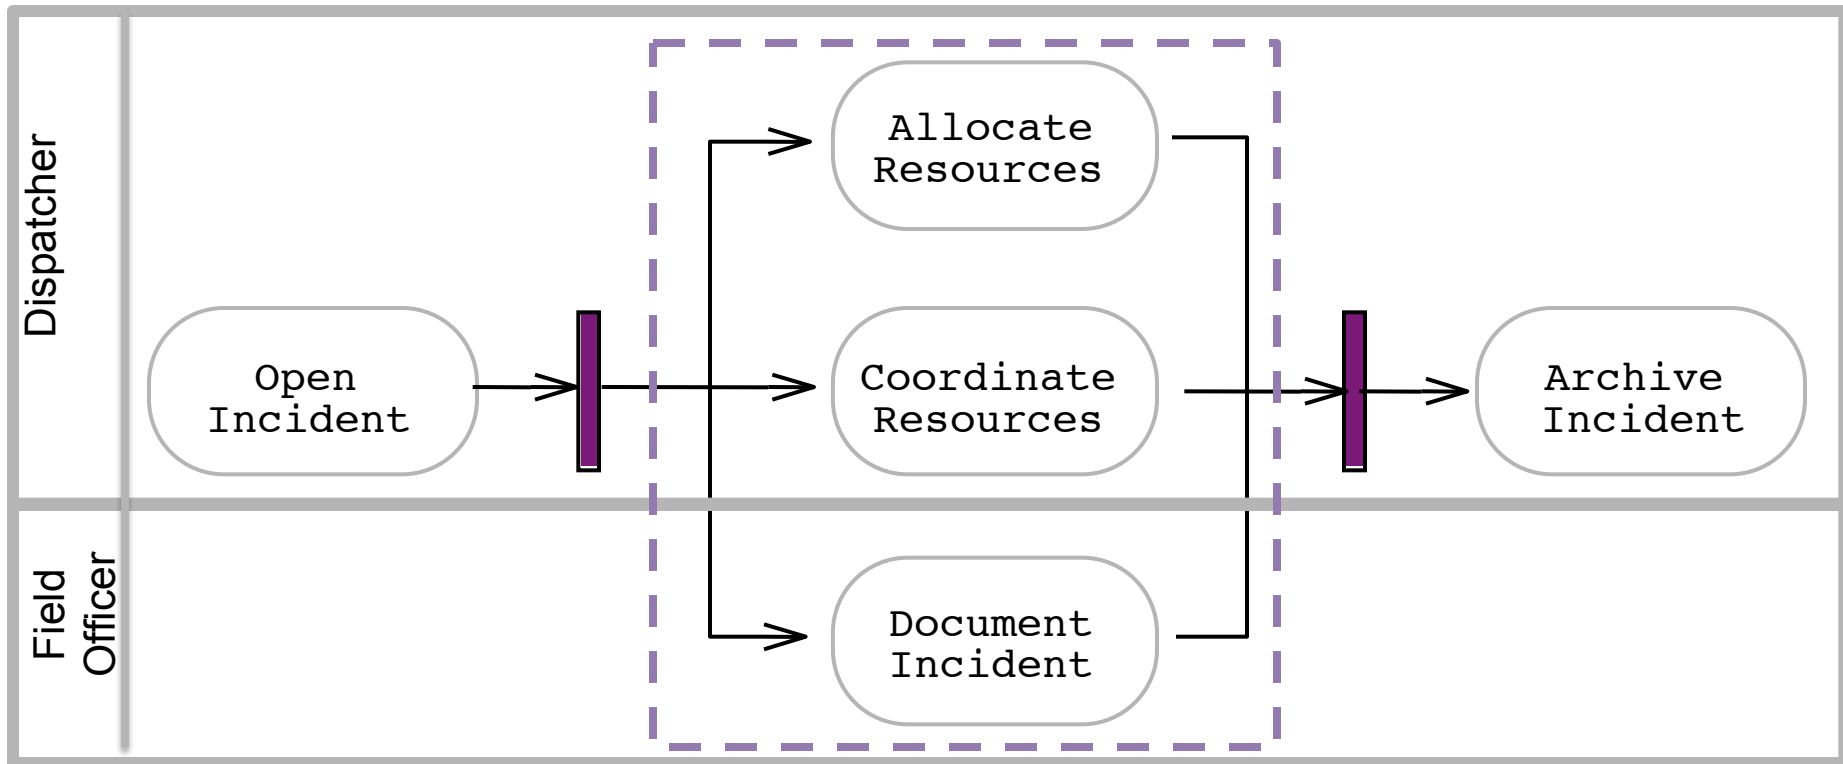 Dispatcher
Allocate
Resources
Open
Incident
Coordinate
Resources
Archive
Incident
Field
Officer
Document
Incident